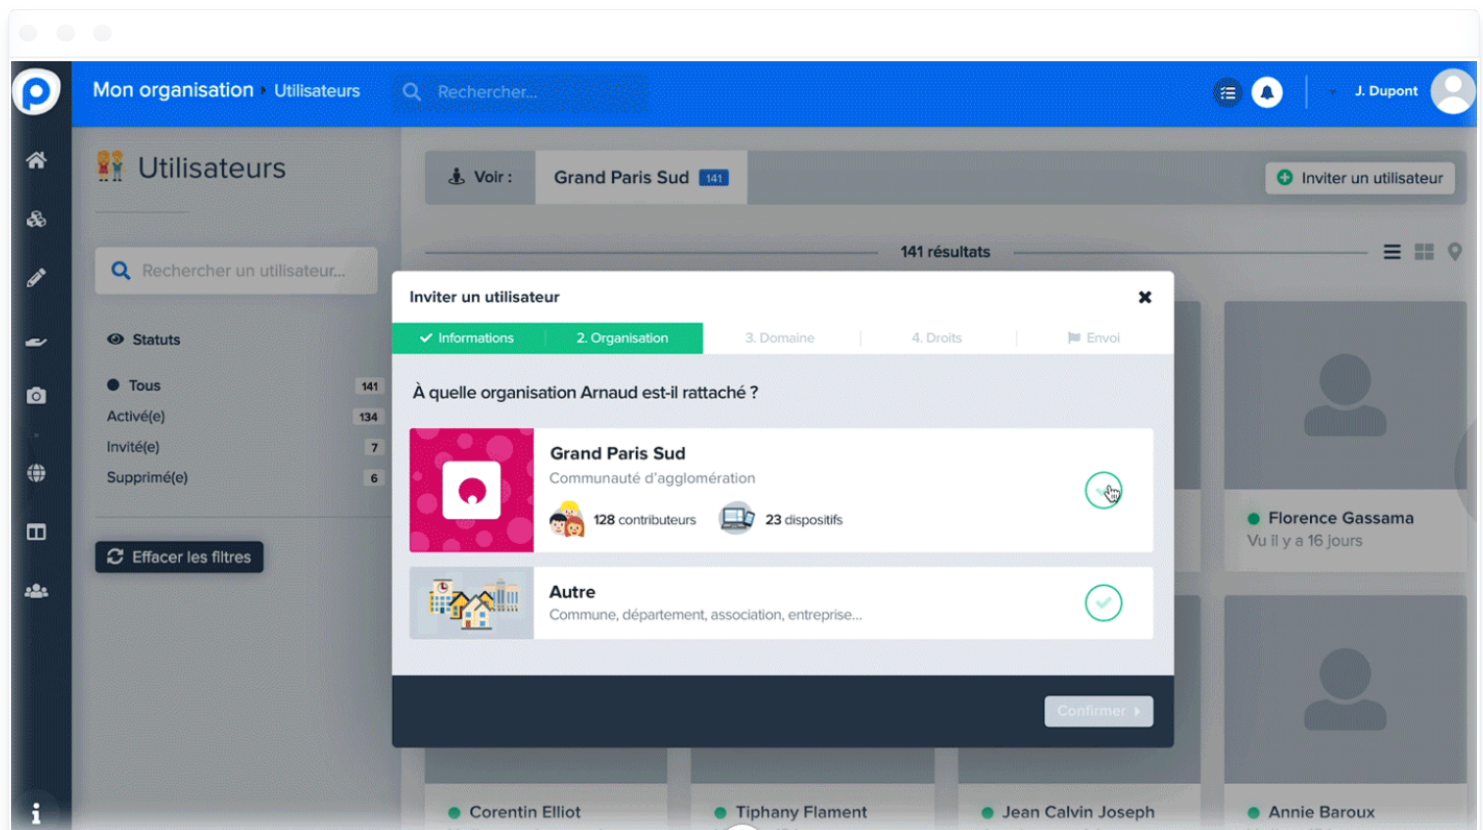 Mon organisation Utilisateurs
Rechercher...
J. Dupont
Utilisateurs
Voir :
Grand Paris Sud 141
Inviter un utilisateur
141 résultats
Rechercher un utilisateur...
Statuts
Tous 141
Activé(e) 134
Invité(e) 7
Supprimé(e) 6
Effacer les filtres
Inviter un utilisateur
Informations
2. Organisation
3. Domaine
4. Droits
Envoi
À quelle organisation Arnaud est-il rattaché ?
Grand Paris Sud
Communauté d'agglomération
128 contributeurs
23 dispositifs
Autre
Commune, département, association, entreprise...
Confirmer
Florence Gassama
Vu il y a 16 jours
Corentin Elliot
Tiphany Flament
Jean Calvin Joseph
Annie Baroux